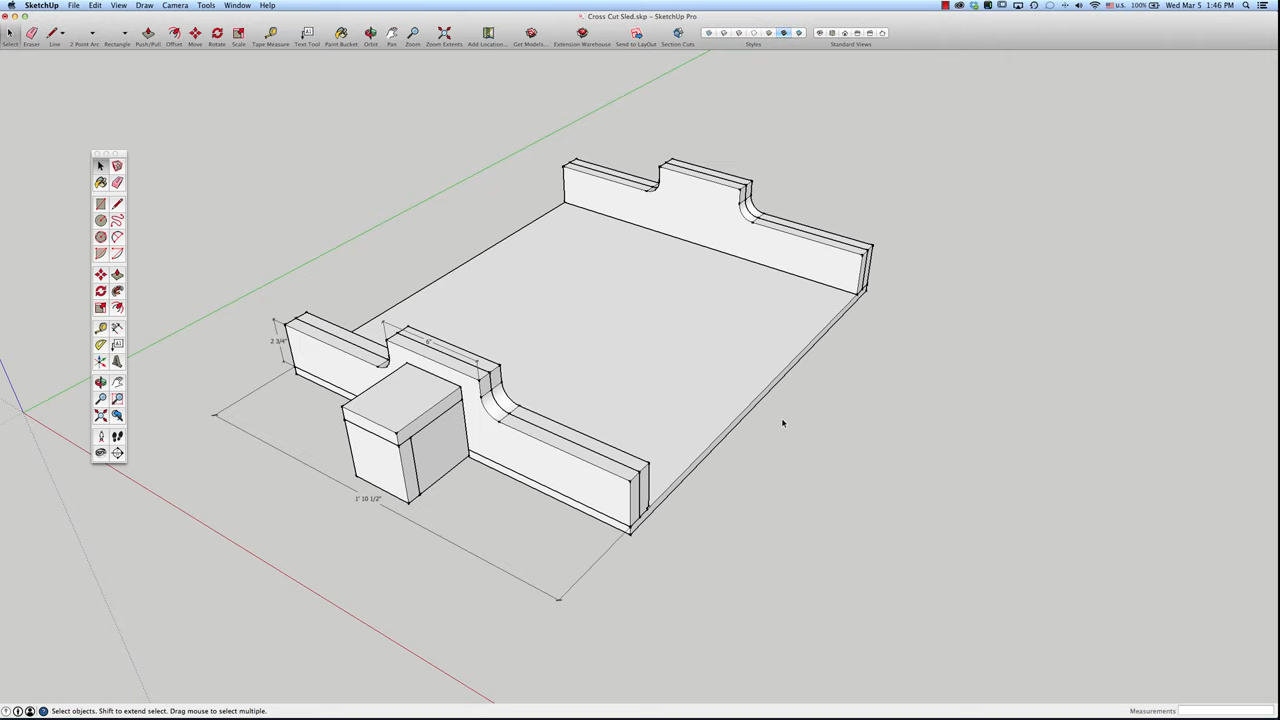 SketchUp File Edit View Draw Camera Tools Window Help
U.S. 100% Wed Mar 5 1:46 PM
Cross Cut Sled.skp – SketchUp Pro
Select Eraser Line 2 Point Arc Rectangle Push/Pull Offset Move Rotate Scale Tape Measure Text Tool Paint Bucket Orbit Pan Zoom Zoom Extents Add Location... Get Models... Extension Warehouse Send to LayOut Section Cuts Styles Standard Views
2 3/4"
6"
1' 10 1/2"
Select objects. Shift to extend select. Drag mouse to select multiple.
Measurements